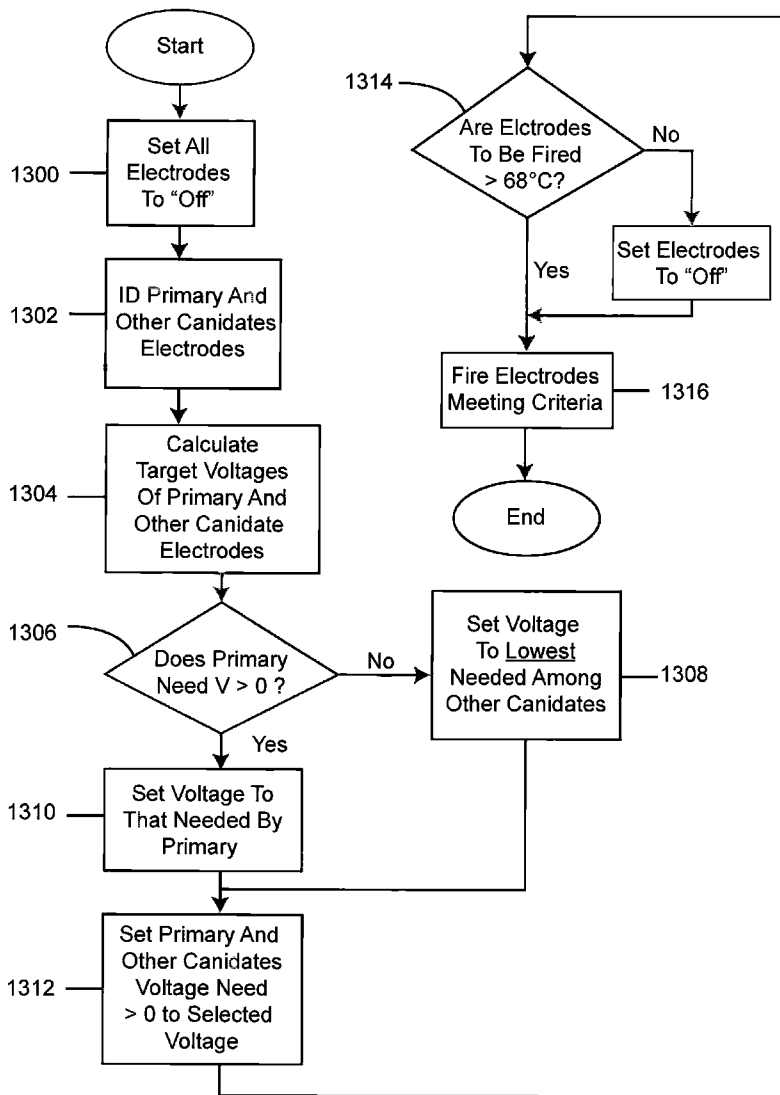 Start
1300
Set All
Electrodes
To "Off"
1302
ID Primary And
Other Canidates
Electrodes
1304
Calculate
Target Voltages
Of Primary And
Other Canidate
Electrodes
1306
Does Primary
Need V > 0 ?
No
Yes
Set Voltage
To Lowest
Needed Among
Other Canidates
1308
1310
Set Voltage To
That Needed By
Primary
1312
Set Primary And
Other Canidates
Voltage Need
> 0 to Selected
Voltage
1314
Are Elctrodes
To Be Fired
> 68°C?
No
Yes
Set Electrodes
To "Off"
Fire Electrodes
Meeting Criteria
1316
End